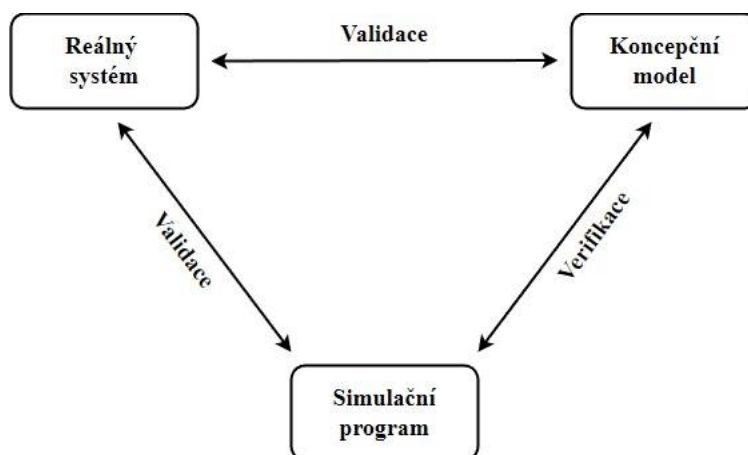 Reálný
systém
Validace
Koncepční
model
Validace
Verifikace
Simulační
program